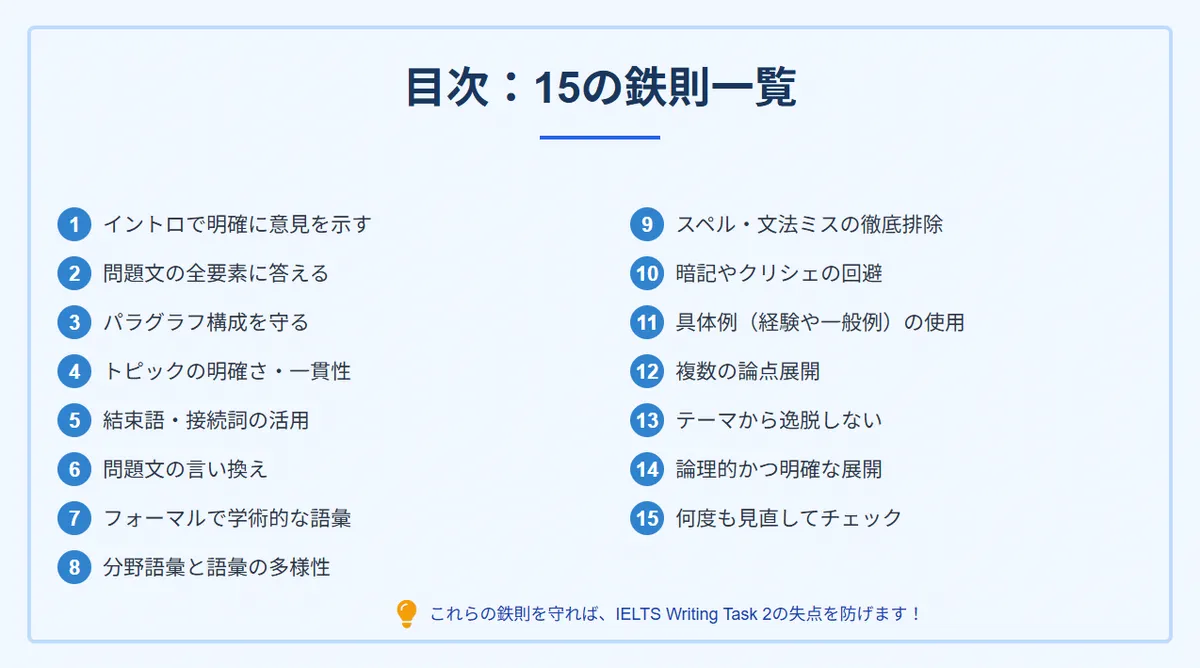 目次：15の鉄則一覧
1 イントロで明確に意見を示す
2 問題文の全要素に答える
3 パラグラフ構成を守る
4 トピックの明確さ・一貫性
5 結束語・接続詞の活用
6 問題文の言い換え
7 フォーマルで学術的な語彙
8 分野語彙と語彙の多様性
9 スペル・文法ミスの徹底排除
10 暗記やクリシェの回避
11 具体例（経験や一般例）の使用
12 複数の論点展開
13 テーマから逸脱しない
14 論理的かつ明確な展開
15 何度も見直してチェック
これらの鉄則を守れば、IELTS Writing Task 2の失点を防げます！